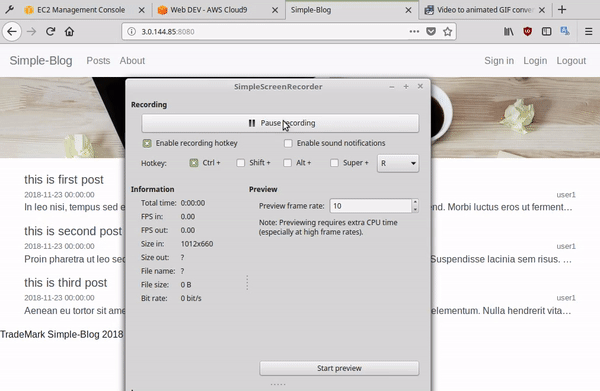 EC2 Management Console
Web DEV - AWS Cloud9
Simple-Blog
Video to animated GIF conver
3.0.144.85:8080
Simple-Blog Posts About Sign in Login Logout
SimpleScreenRecorder
Recording
Pause recording
Enable recording hotkey Enable sound notifications
Hotkey: Ctrl + Shift + Alt + Super + R
Information Preview
Total time: 0:00:00
Preview frame rate: 10
FPS in: 0.00
FPS out: 0.00
Note: Previewing requires extra CPU time
(especially at high frame rates).
Size in: 1012x660
Size out: ?
File name: ?
File size: 0 B
Bit rate: 0 bit/s
Start preview
this is first post
2018-11-23 00:00:00 user1
In leo nisi, tempus sed e nd. Morbi luctus eros ut ferment…
this is second post
2018-11-23 00:00:00 user1
Proin pharetra ut leo sec Suspendisse lacinia sem risus. …
this is third post
2018-11-23 00:00:00 user1
Aenean eu tortor sit ame elementum. Nulla hendrerit vita…
TradeMark Simple-Blog 2018